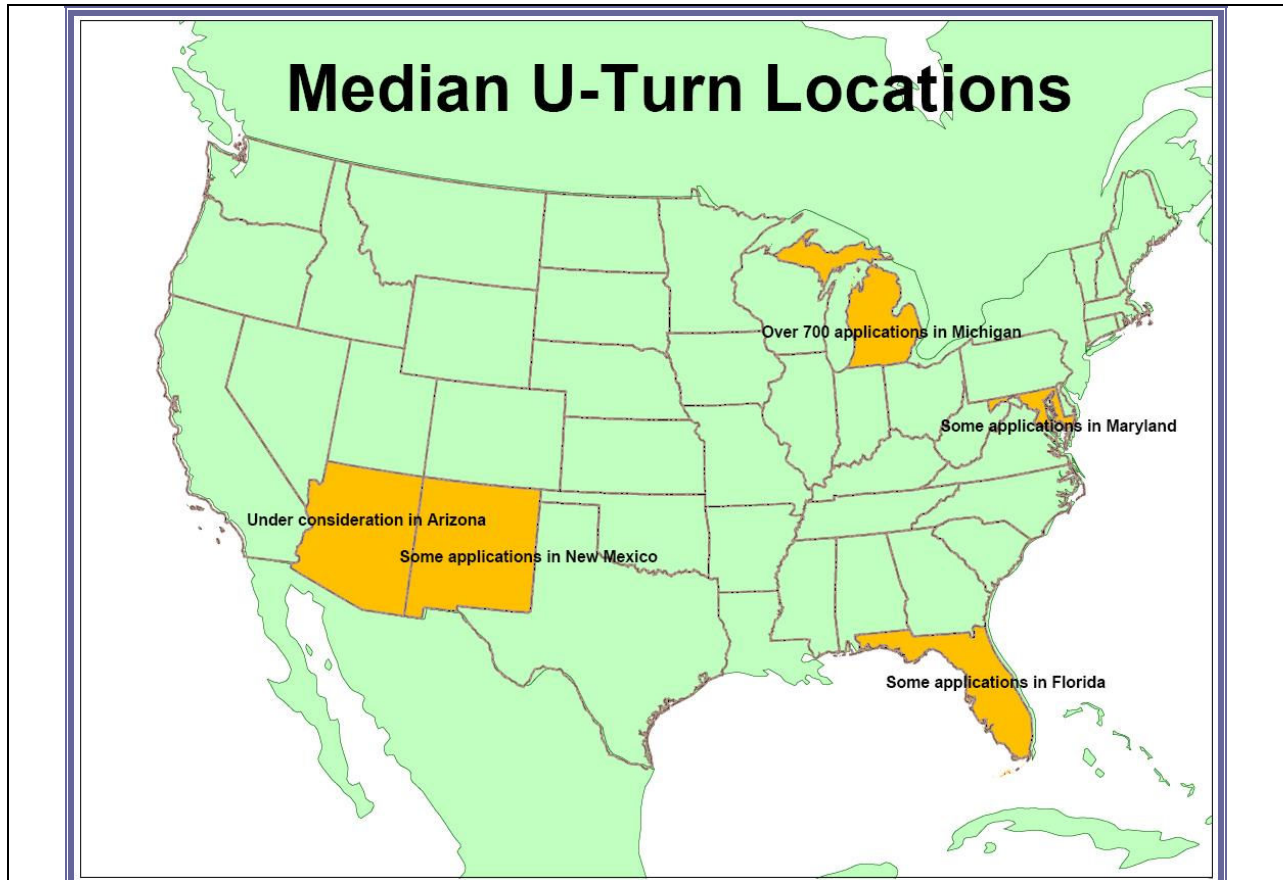 Median U-Turn Locations
Over 700 applications in Michigan
Some applications in Maryland
Under consideration in Arizona
Some applications in New Mexico
Some applications in Florida